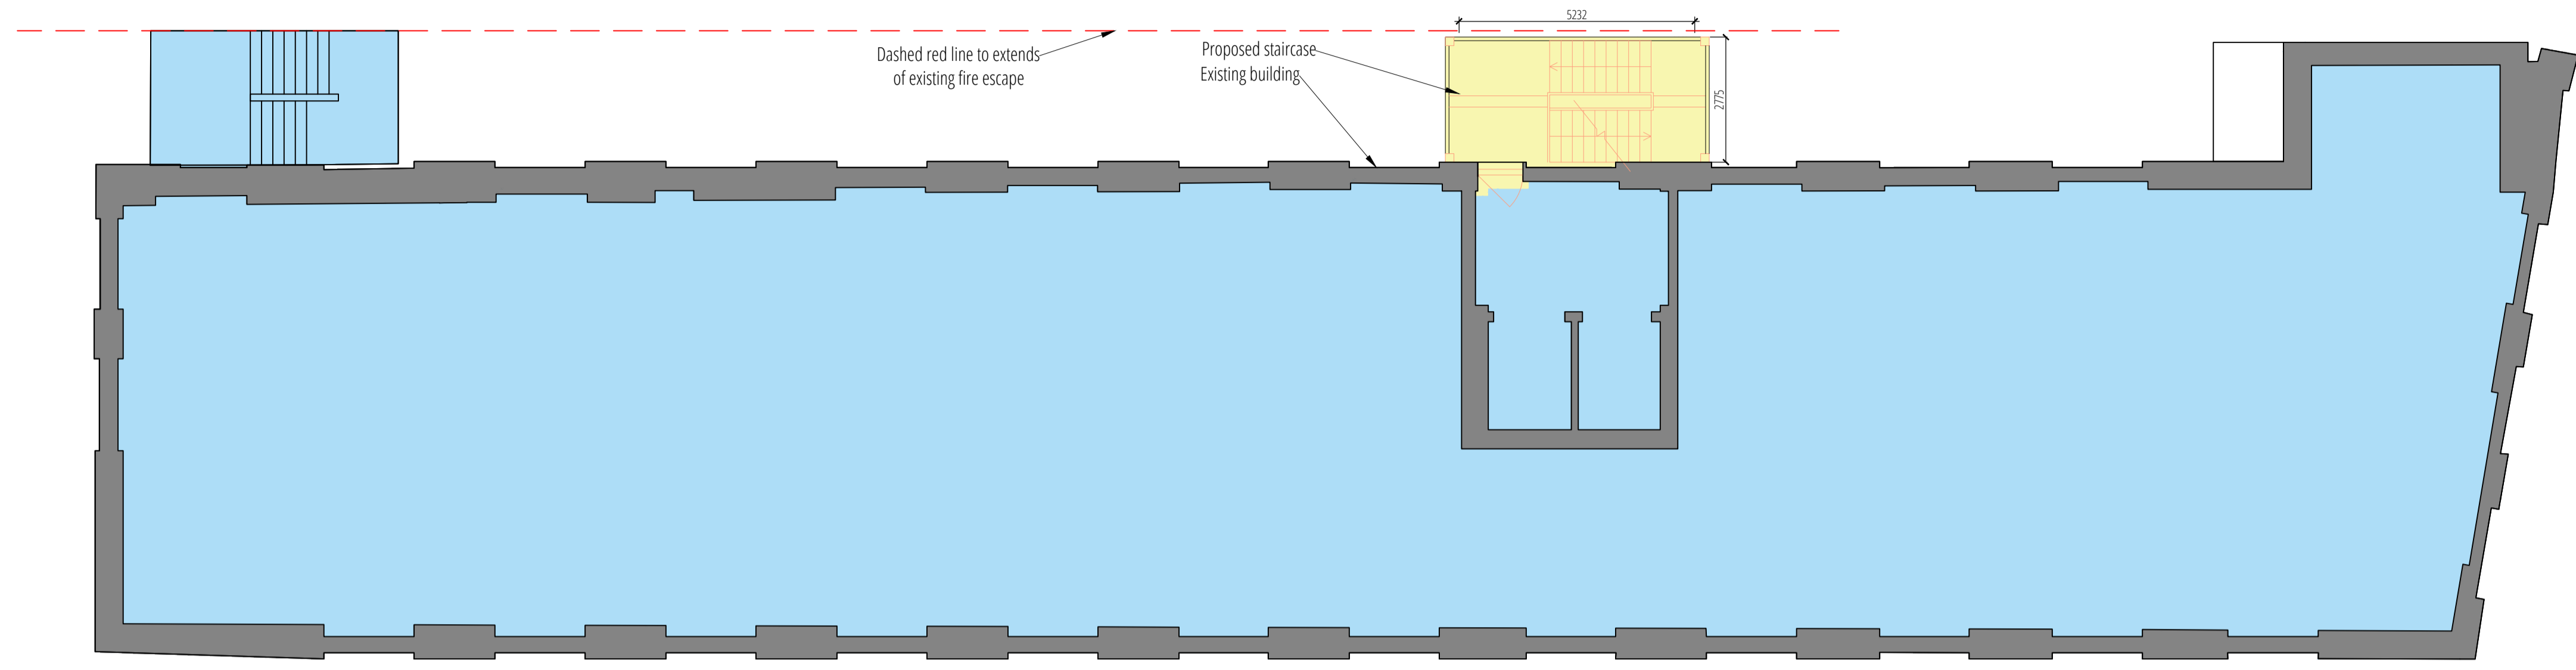 5232
Dashed red line to extends
of existing fire escape
Proposed staircase
Existing building
2775